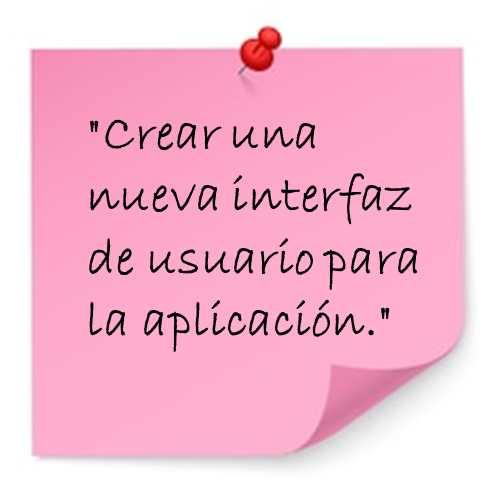 "Crear una
nueva interfaz
de usuario para
la aplicación."